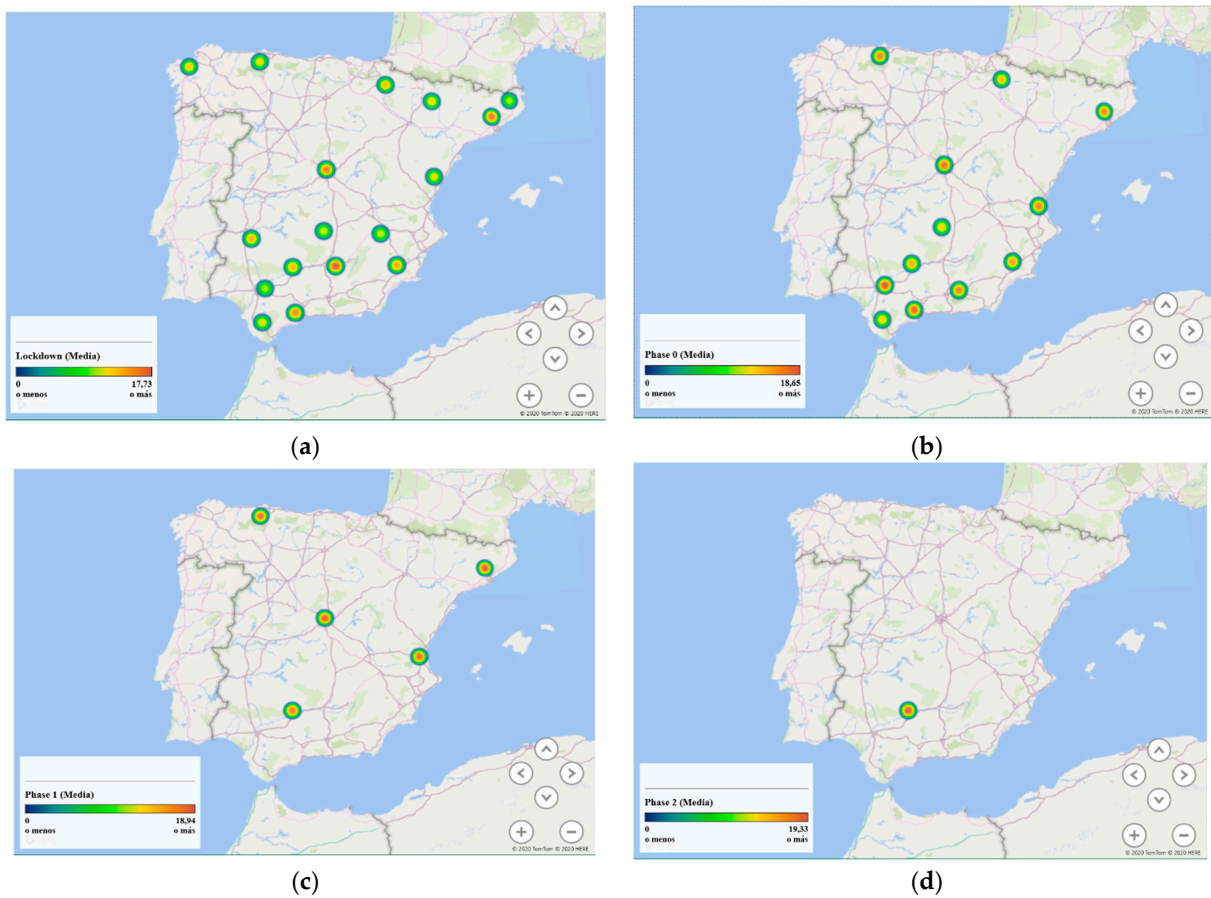 Lockdown (Media)
0
17,73
o menos
o más
© 2020 TomTom © 2020 HERE
(a)
Phase 0 (Media)
0
18,65
o menos
o más
© 2020 TomTom © 2020 HERE
(b)
Phase 1 (Media)
0
18,94
o menos
o más
© 2020 TomTom © 2020 HERE
(c)
Phase 2 (Media)
0
19,33
o menos
o más
© 2020 TomTom © 2020 HERE
(d)